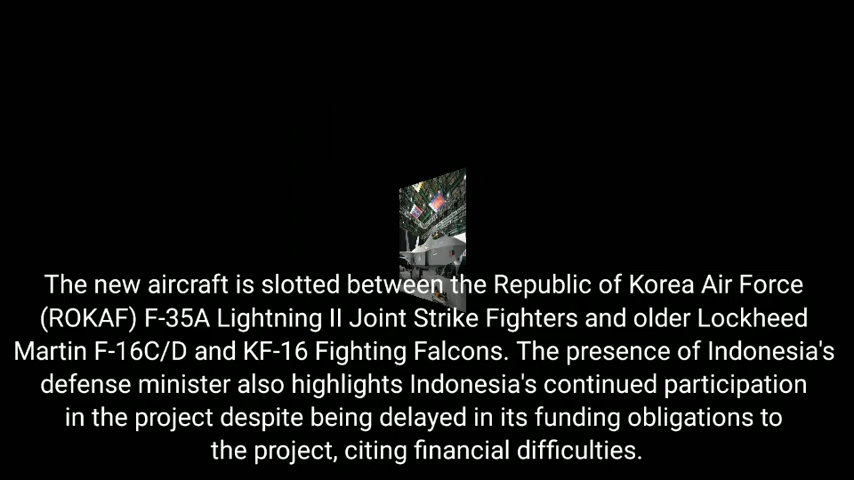 The new aircraft is slotted between the Republic of Korea Air Force
(ROKAF) F-35A Lightning II Joint Strike Fighters and older Lockheed
Martin F-16C/D and KF-16 Fighting Falcons. The presence of Indonesia's
defense minister also highlights Indonesia's continued participation
in the project despite being delayed in its funding obligations to
the project, citing financial difficulties.